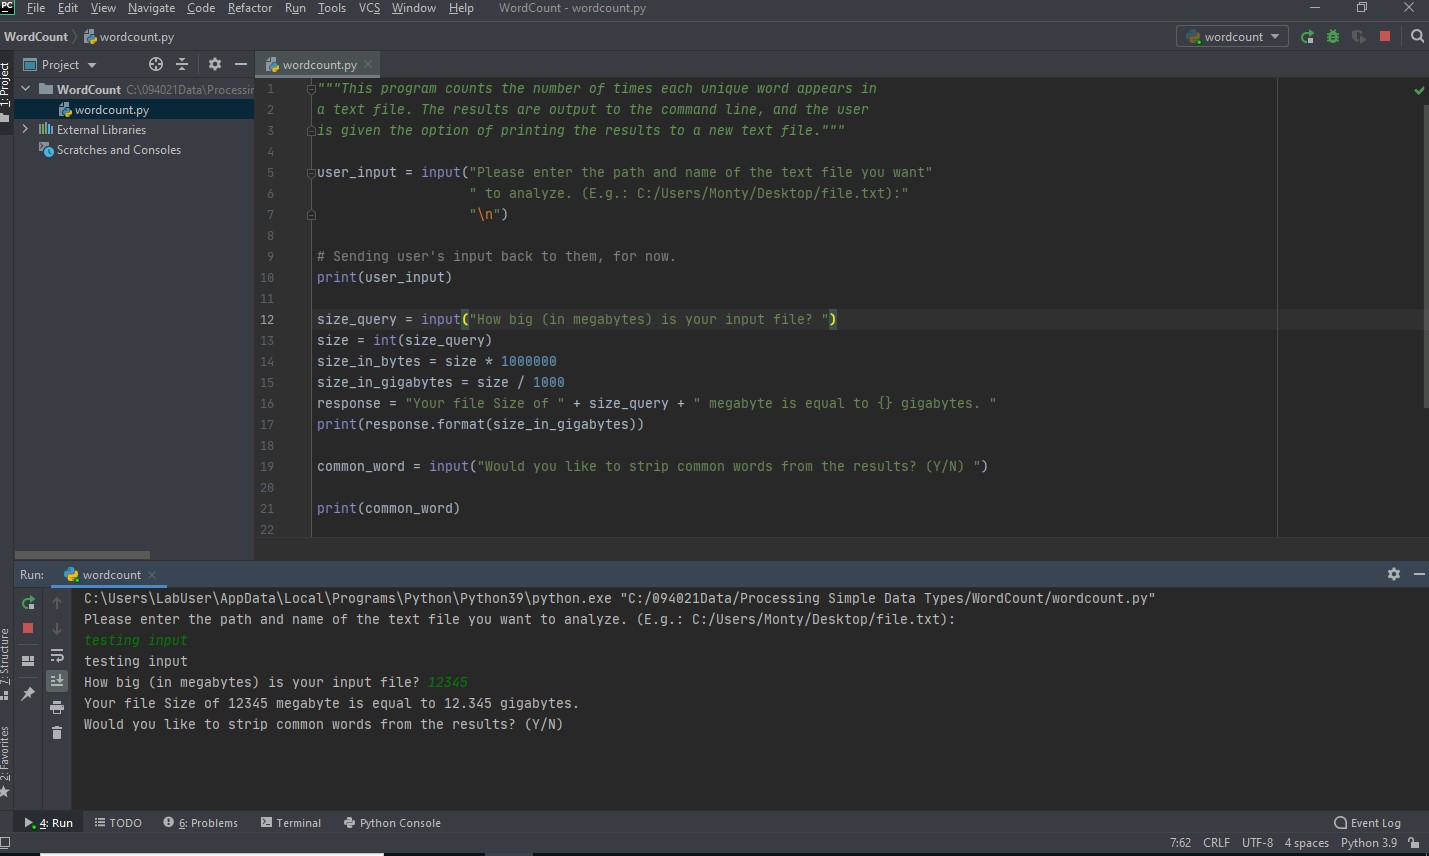 PC File Edit View Navigate Code Refactor Run Tools VCS Window Help WordCount - wordcount.py
WordCount wordcount.py wordcount
1: Project Project wordcount.py
WordCount C:\094021Data\Processin
wordcount.py
External Libraries
Scratches and Consoles
1 """This program counts the number of times each unique word appears in
2 a text file. The results are output to the command line, and the user
3 is given the option of printing the results to a new text file."""
4
5 user_input = input("Please enter the path and name of the text file you want"
6 " to analyze. (E.g.: C:/Users/Monty/Desktop/file.txt):"
7 "\n")
8
9 # Sending user's input back to them, for now.
10 print(user_input)
11
12 size_query = input("How big (in megabytes) is your input file? ")
13 size = int(size_query)
14 size_in_bytes = size * 1000000
15 size_in_gigabytes = size / 1000
16 response = "Your file Size of " + size_query + " megabyte is equal to {} gigabytes. "
17 print(response.format(size_in_gigabytes))
18
19 common_word = input("Would you like to strip common words from the results? (Y/N) ")
20
21 print(common_word)
22
Run: wordcount
C:\Users\LabUser\AppData\Local\Programs\Python\Python39\python.exe "C:/094021Data/Processing Simple Data Types/WordCount/wordcount.py"
Please enter the path and name of the text file you want to analyze. (E.g.: C:/Users/Monty/Desktop/file.txt):
testing input
testing input
How big (in megabytes) is your input file? 12345
Your file Size of 12345 megabyte is equal to 12.345 gigabytes.
Would you like to strip common words from the results? (Y/N)
7: Structure
2: Favorites
4: Run TODO 6: Problems Terminal Python Console Event Log
7:62 CRLF UTF-8 4 spaces Python 3.9